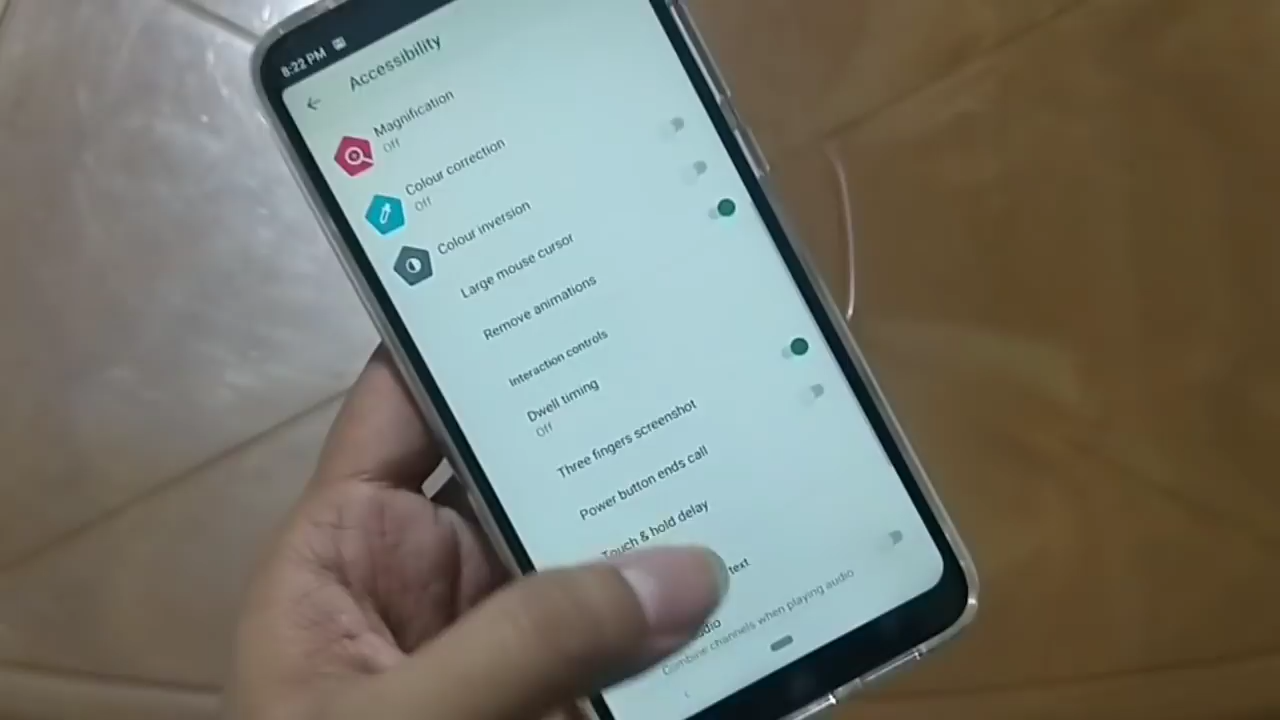 8:22 PM
Accessibility
Magnification
Off
Colour correction
Off
Colour inversion
Large mouse cursor
Remove animations
Interaction controls
Dwell timing
Off
Three fingers screenshot
Power button ends call
Touch & hold delay
text
Combine channels when playing audio